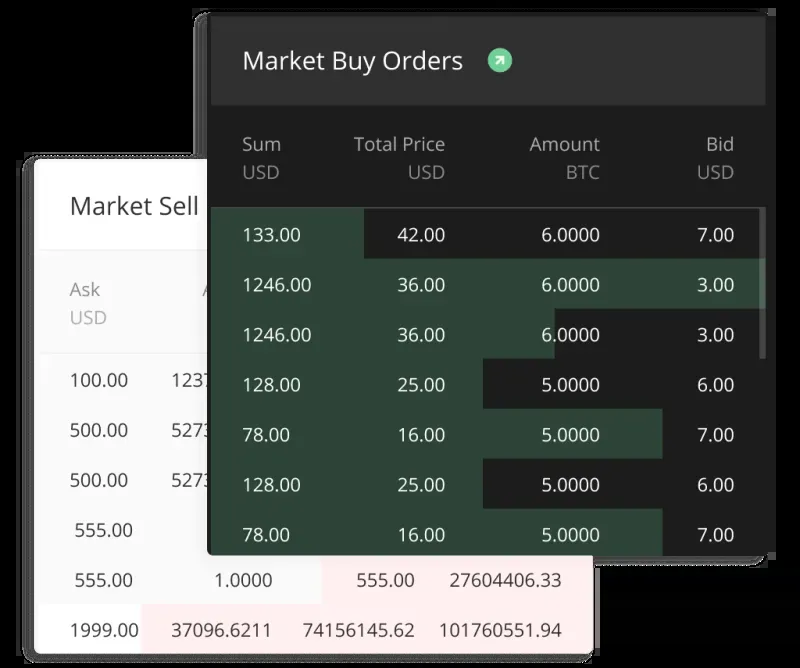 Market Buy Orders
Sum Total Price Amount Bid
USD USD BTC USD
133.00 42.00 6.0000 7.00
1246.00 36.00 6.0000 3.00
1246.00 36.00 6.0000 3.00
128.00 25.00 5.0000 6.00
78.00 16.00 5.0000 7.00
128.00 25.00 5.0000 6.00
78.00 16.00 5.0000 7.00
Market Sell
Ask
USD
100.00 1237
500.00 5273
500.00 5273
555.00
555.00 1.0000 555.00 27604406.33
1999.00 37096.6211 74156145.62 101760551.94